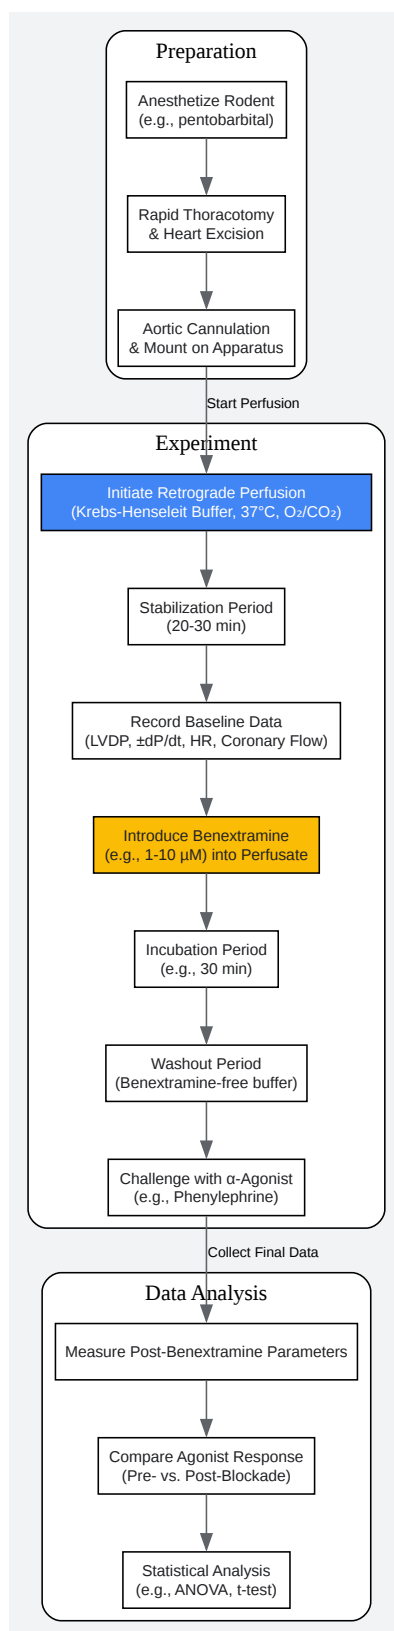 Preparation
Anesthetize Rodent
(e.g., pentobarbital)
Rapid Thoracotomy
& Heart Excision
Aortic Cannulation
& Mount on Apparatus
Start Perfusion
Experiment
Initiate Retrograde Perfusion
(Krebs-Henseleit Buffer, 37°C, O₂/CO₂)
Stabilization Period
(20-30 min)
Record Baseline Data
(LVDP, ±dP/dt, HR, Coronary Flow)
Introduce Benextramine
(e.g., 1-10 µM) into Perfusate
Incubation Period
(e.g., 30 min)
Washout Period
(Benextramine-free buffer)
Challenge with α-Agonist
(e.g., Phenylephrine)
Collect Final Data
Data Analysis
Measure Post-Benextramine Parameters
Compare Agonist Response
(Pre- vs. Post-Blockade)
Statistical Analysis
(e.g., ANOVA, t-test)